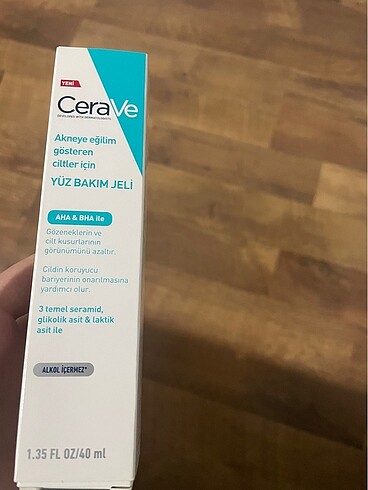 YENİ
CeraVe
DEVELOPED WITH DERMATOLOGISTS
Akneye eğilim
gösteren
ciltler için
YÜZ BAKIM JELİ
AHA & BHA ile
Gözeneklerin ve
cilt kusurlarının
görünümünü azaltır.
Cildin koruyucu
bariyerinin onarılmasına
yardımcı olur.
3 temel seramid,
glikolik asit & laktik
asit ile
ALKOL İÇERMEZ*
1.35 FL OZ/40 ml